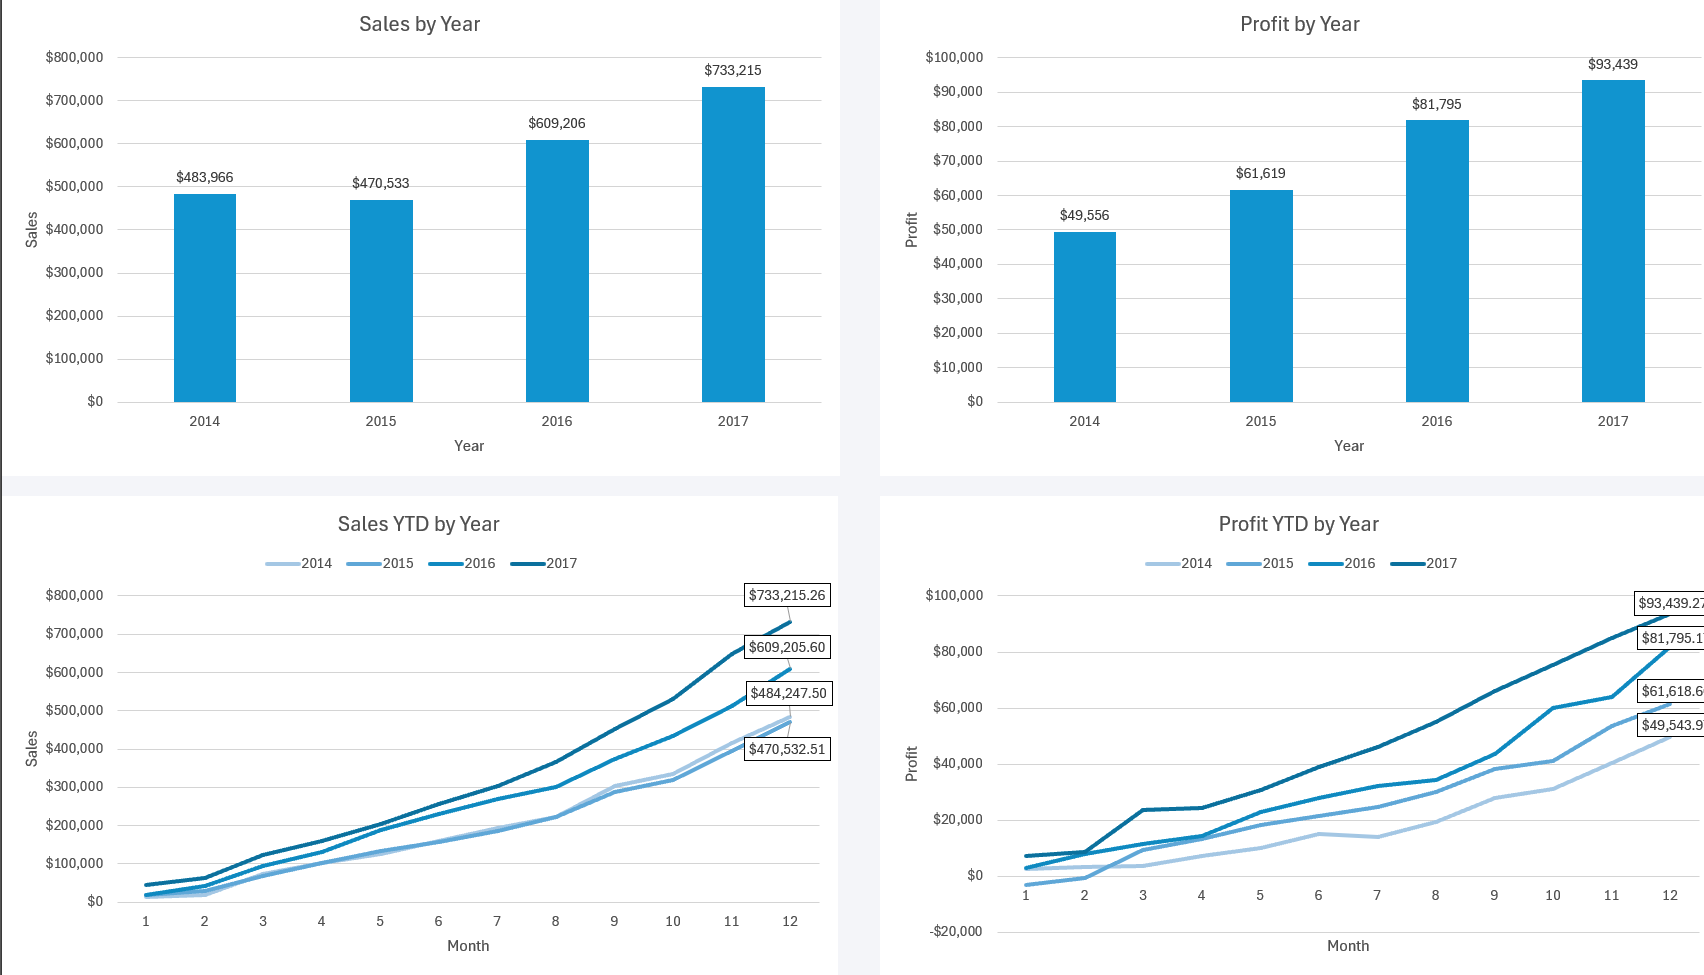 Sales by Year
$800,000
$700,000
$600,000
$500,000
$400,000
$300,000
$200,000
$100,000
$0
Sales
$483,966
$470,533
$609,206
$733,215
2014 2015 2016 2017
Year
Profit by Year
$100,000
$90,000
$80,000
$70,000
$60,000
$50,000
$40,000
$30,000
$20,000
$10,000
$0
Profit
$49,556
$61,619
$81,795
$93,439
2014 2015 2016 2017
Year
Sales YTD by Year
2014 2015 2016 2017
$800,000
$700,000
$600,000
$500,000
$400,000
$300,000
$200,000
$100,000
$0
Sales
$733,215.26
$609,205.60
$484,247.50
$470,532.51
1 2 3 4 5 6 7 8 9 10 11 12
Month
Profit YTD by Year
2014 2015 2016 2017
$100,000
$80,000
$60,000
$40,000
$20,000
$0
-$20,000
Profit
$93,439.27
$81,795.1
$61,618.6
$49,543.9
1 2 3 4 5 6 7 8 9 10 11 12
Month